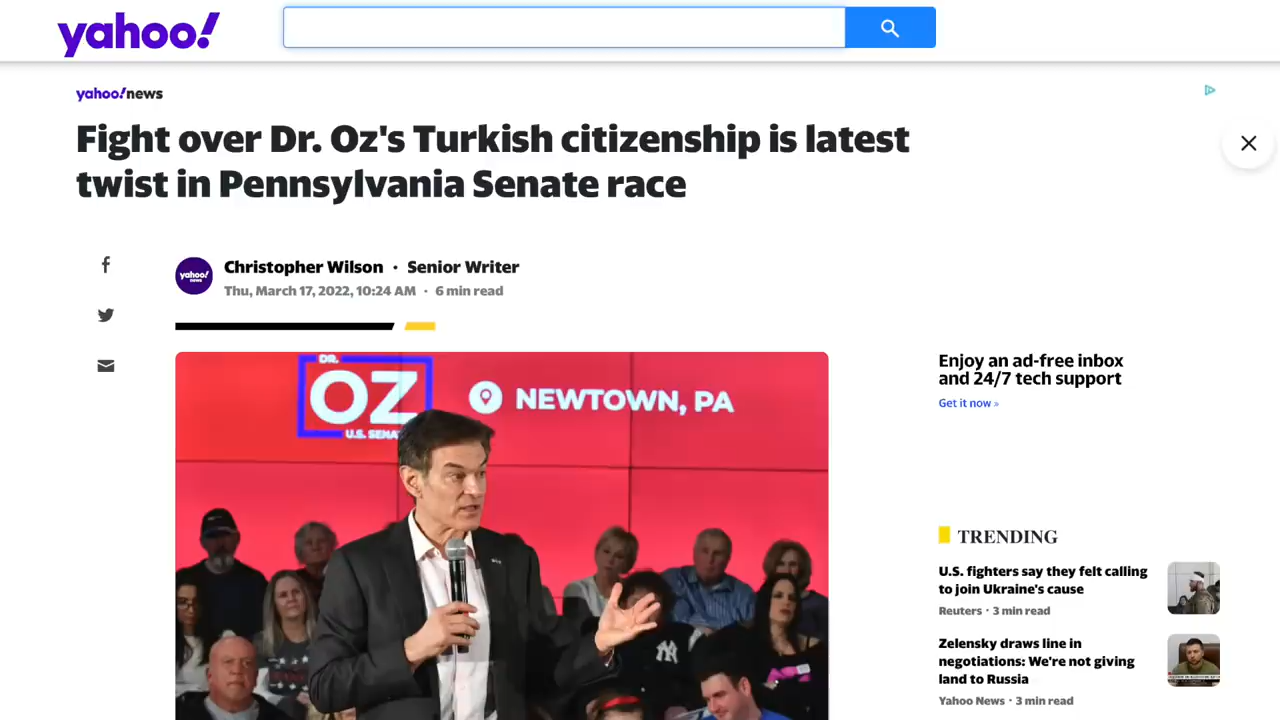 yahoo!
yahoo!news
Fight over Dr. Oz's Turkish citizenship is latest
twist in Pennsylvania Senate race
yahoo!
news
Christopher Wilson · Senior Writer
Thu, March 17, 2022, 10:24 AM · 6 min read
DR.
OZ
U.S. SENA
NEWTOWN, PA
Enjoy an ad-free inbox
and 24/7 tech support
Get it now »
TRENDING
U.S. fighters say they felt calling
to join Ukraine's cause
Reuters · 3 min read
Zelensky draws line in
negotiations: We're not giving
land to Russia
Yahoo News · 3 min read